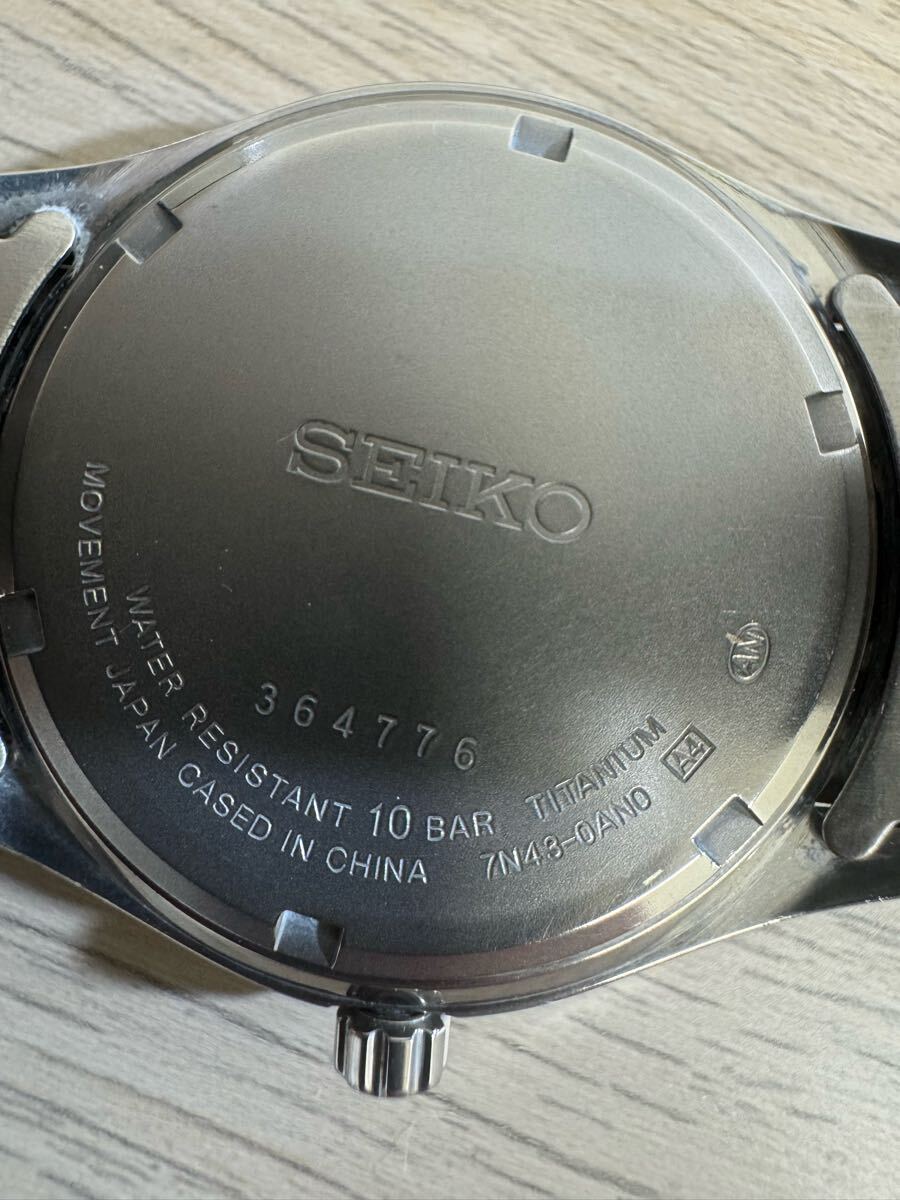 SEIKO
364776
WATER RESISTANT 10 BAR TITANIUM
MOVEMENT JAPAN CASED IN CHINA 7N43-0AN0 A4